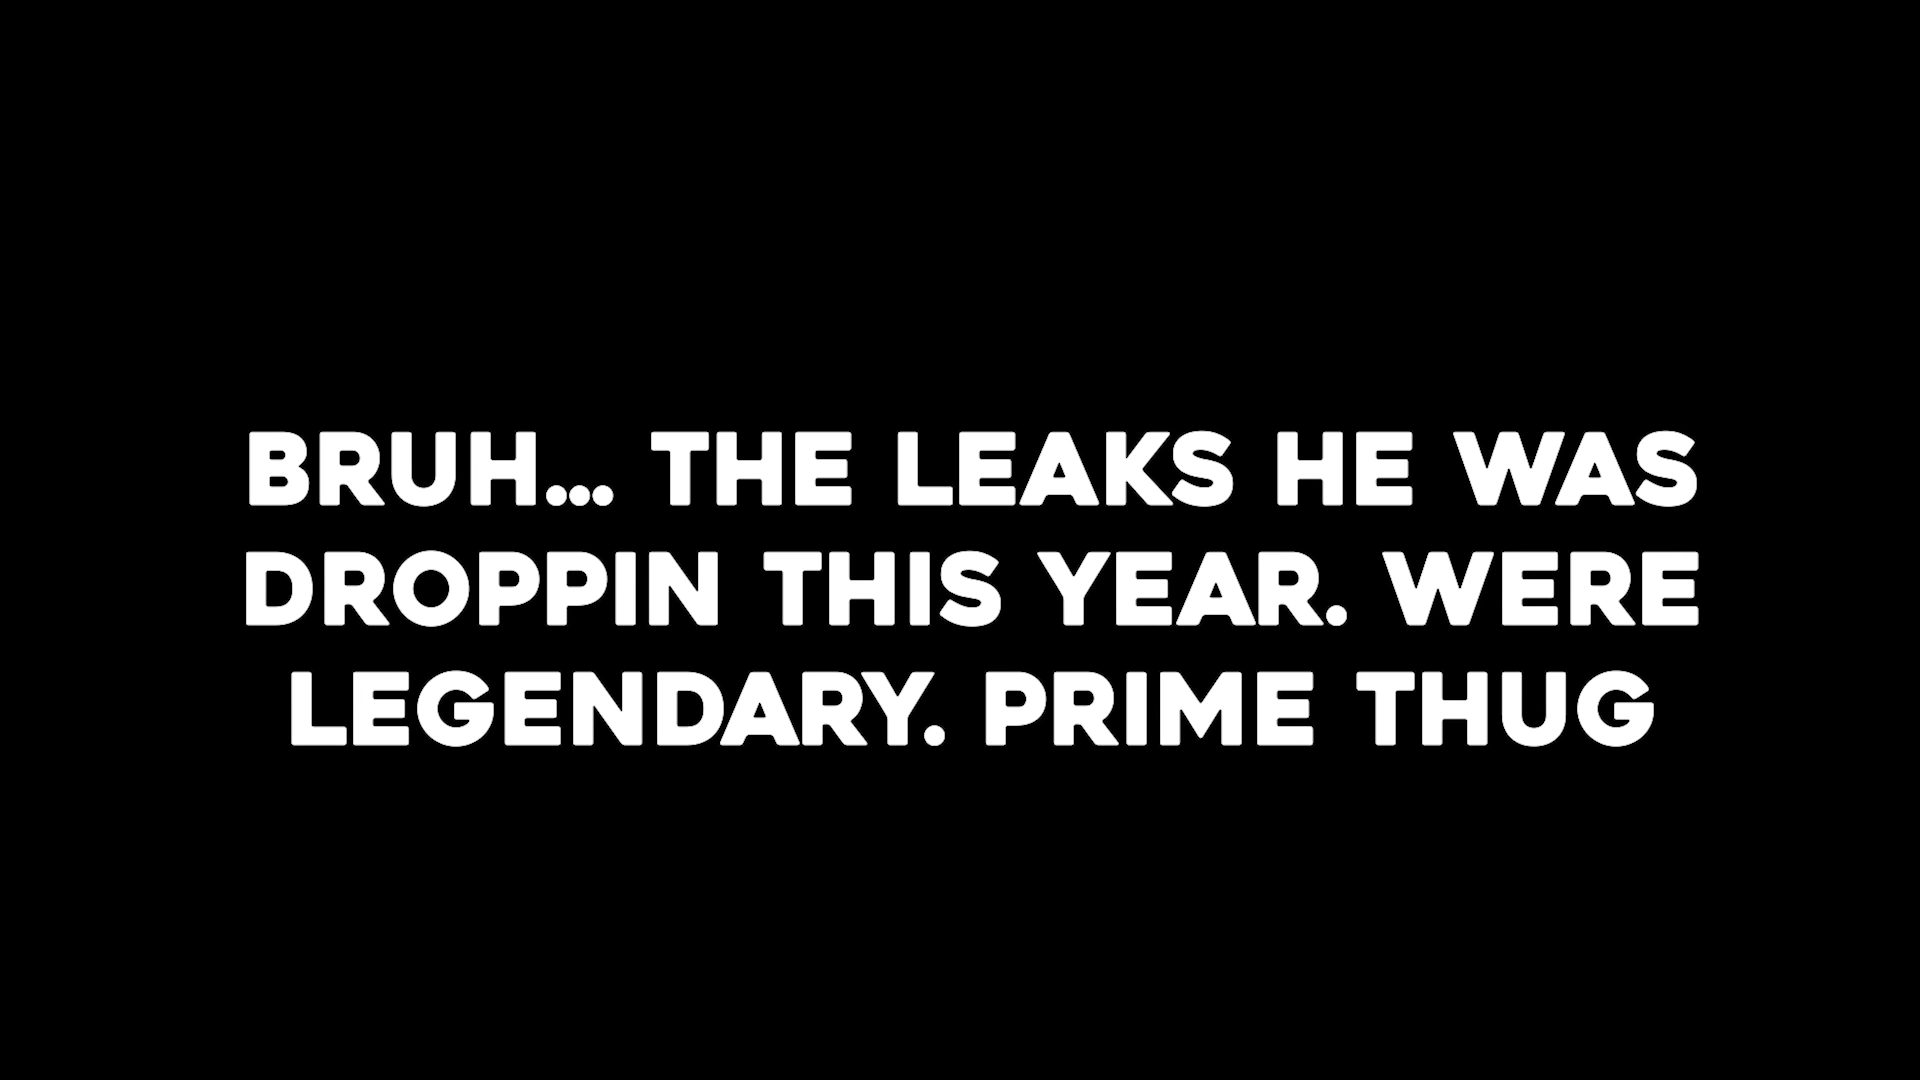 BRUH... THE LEAKS HE WAS
DROPPIN THIS YEAR. WERE
LEGENDARY. PRIME THUG